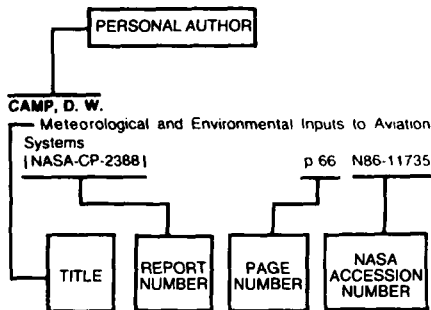 PERSONAL AUTHOR
CAMP, D. W.
Meteorological and Environmental Inputs to Aviation
Systems
[NASA-CP-2388] p 66 N86-11735
TITLE REPORT NUMBER PAGE NUMBER NASA ACCESSION NUMBER